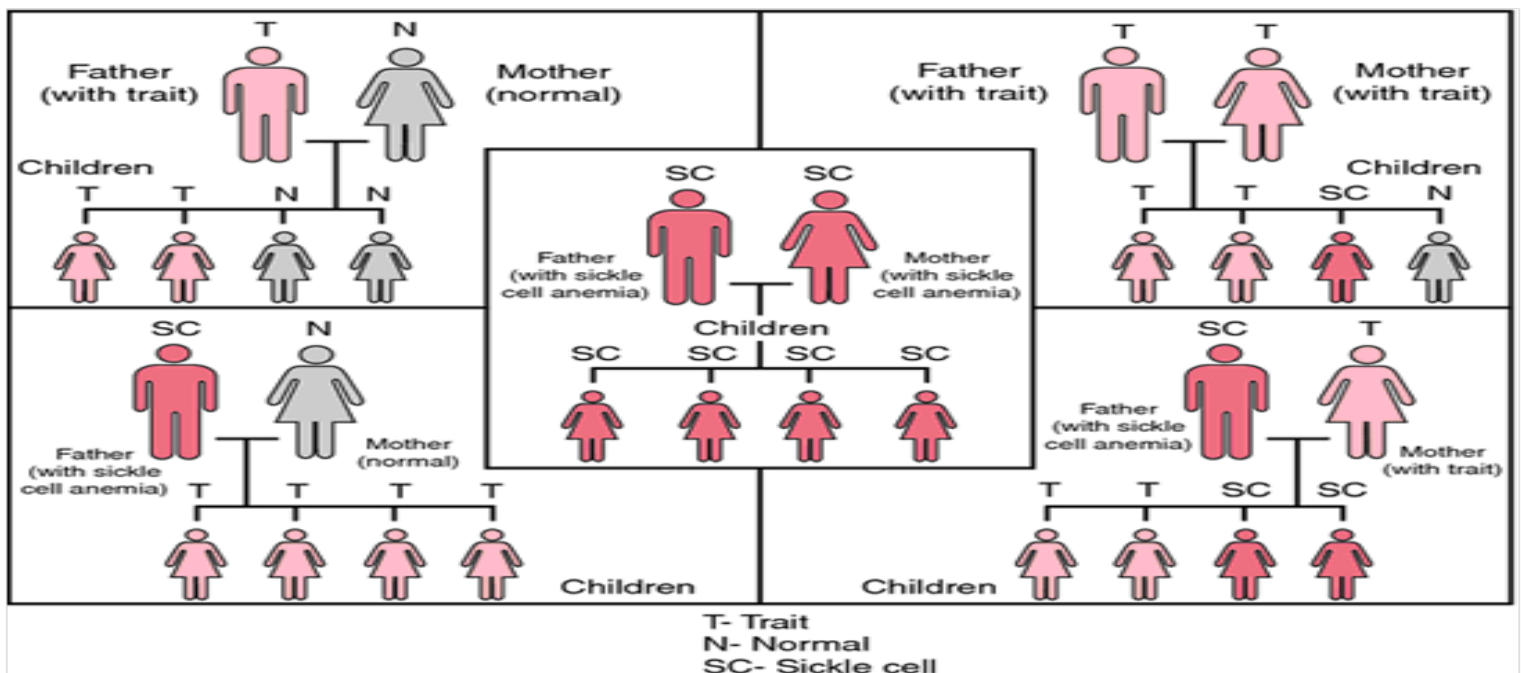 T N
Father
(with trait)
Mother
(normal)
Children
T T N N
T T
Father
(with trait)
Mother
(with trait)
Children
T T SC N
SC SC
Father
(with sickle
cell anemia)
Mother
(with sickle
cell anemia)
Children
SC SC SC SC
SC N
Father
(with sickle
cell anemia)
Mother
(normal)
T T T T
Children
SC T
Father
(with sickle
cell anemia)
Mother
(with trait)
T T SC SC
Children
T- Trait
N- Normal
SC- Sickle cell